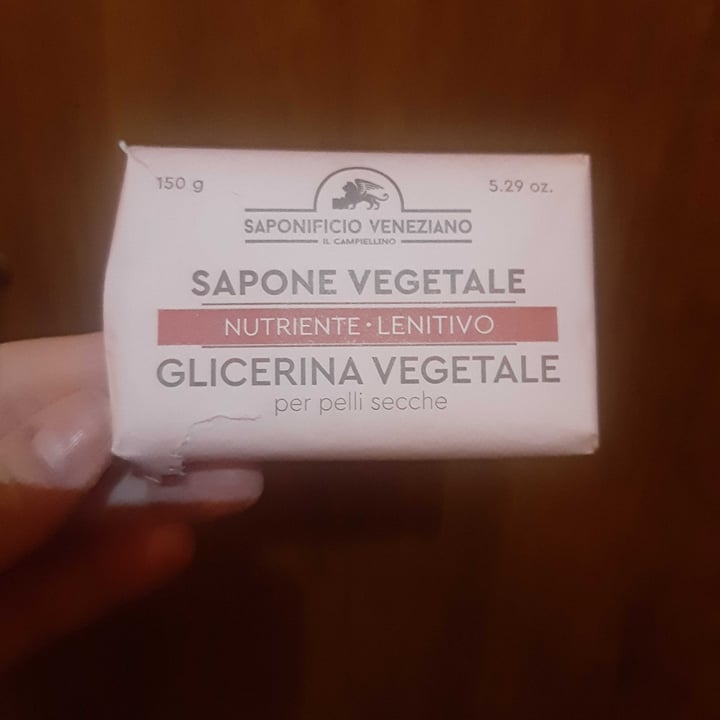 150 g
5.29 oz.
SAPONIFICIO VENEZIANO
IL CAMPIELLINO
SAPONE VEGETALE
NUTRIENTE • LENITIVO
GLICERINA VEGETALE
per pelli secche